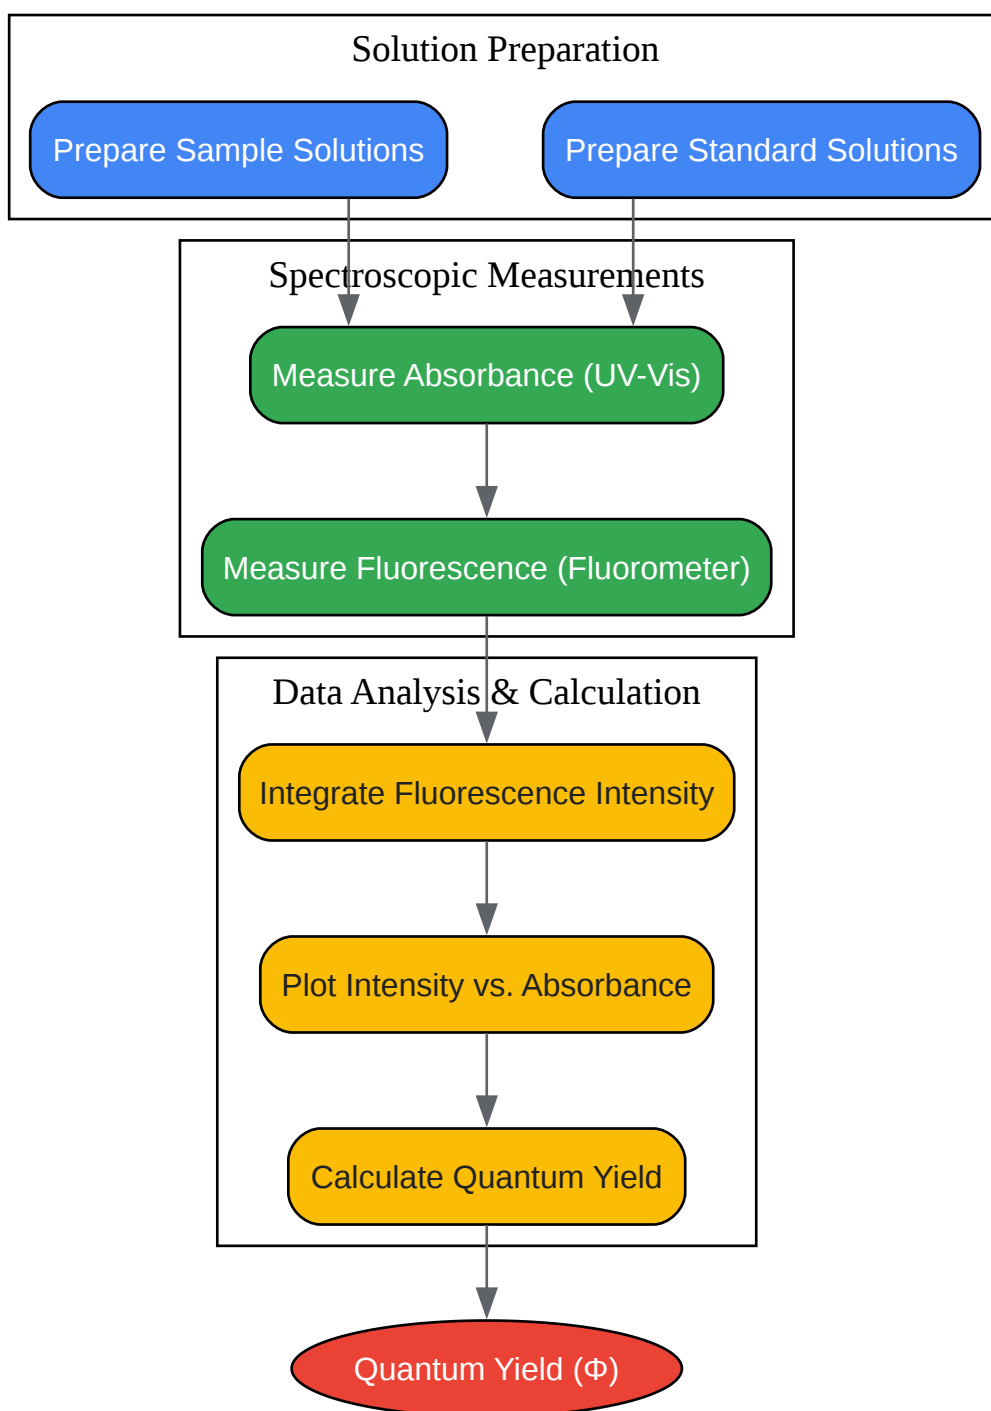 Solution Preparation
Prepare Sample Solutions
Prepare Standard Solutions
Spectroscopic Measurements
Measure Absorbance (UV-Vis)
Measure Fluorescence (Fluorometer)
Data Analysis & Calculation
Integrate Fluorescence Intensity
Plot Intensity vs. Absorbance
Calculate Quantum Yield
Quantum Yield (Φ)